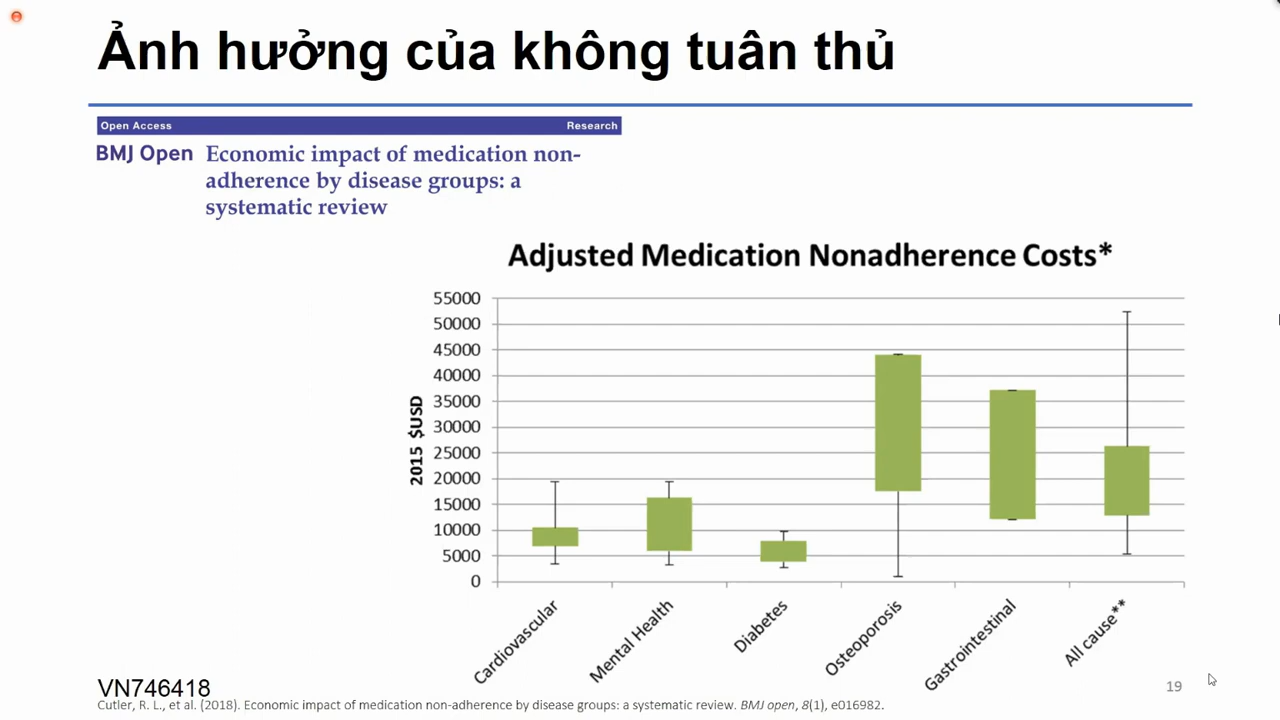 Ảnh hưởng của không tuân thủ
Open Access Research
BMJ Open Economic impact of medication non-
adherence by disease groups: a
systematic review
Adjusted Medication Nonadherence Costs*
2015 $USD
55000
50000
45000
40000
35000
30000
25000
20000
15000
10000
5000
0
Cardiovascular
Mental Health
Diabetes
Osteoporosis
Gastrointestinal
All cause**
VN746418
19
Cutler, R. L., et al. (2018). Economic impact of medication non-adherence by disease groups: a systematic review. BMJ open, 8(1), e016982.